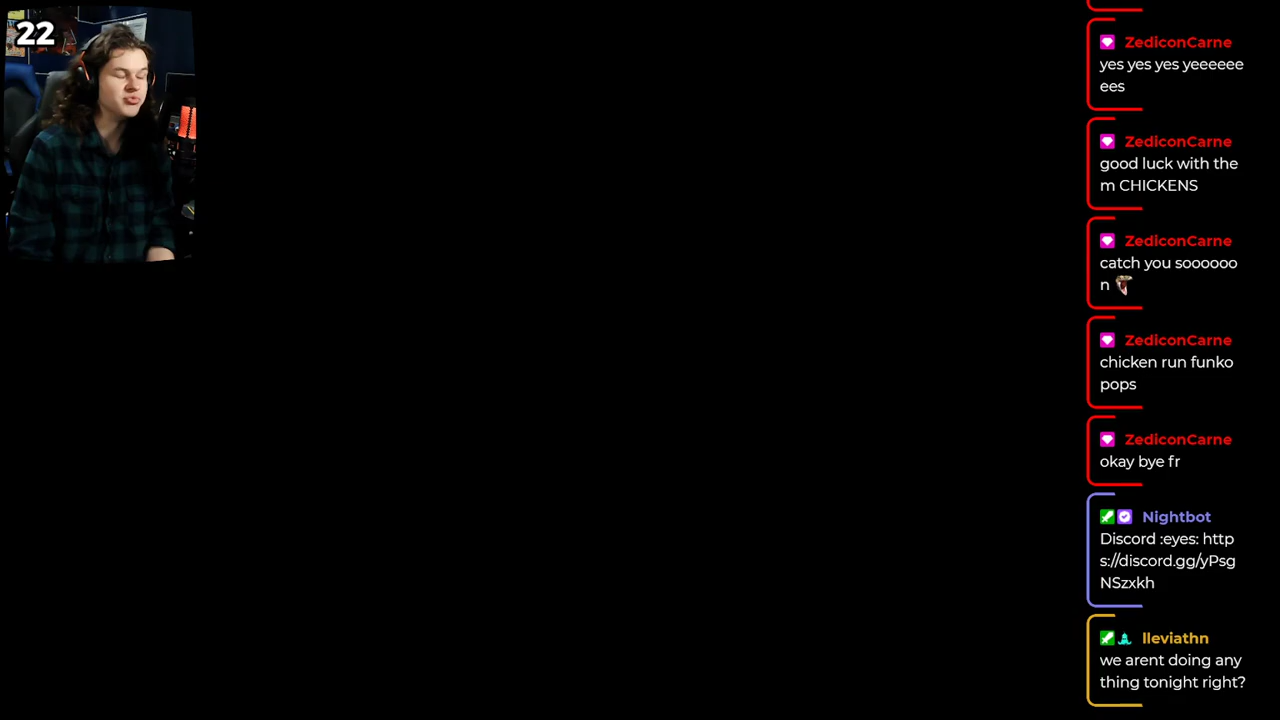 22
ZediconCarne
yes yes yes yeeeeee
ees
ZediconCarne
good luck with the
m CHICKENS
ZediconCarne
catch you soooooo
n
ZediconCarne
chicken run funko
pops
ZediconCarne
okay bye fr
Nightbot
Discord :eyes: http
s://discord.gg/yPsg
NSzxkh
lleviathn
we arent doing any
thing tonight right?